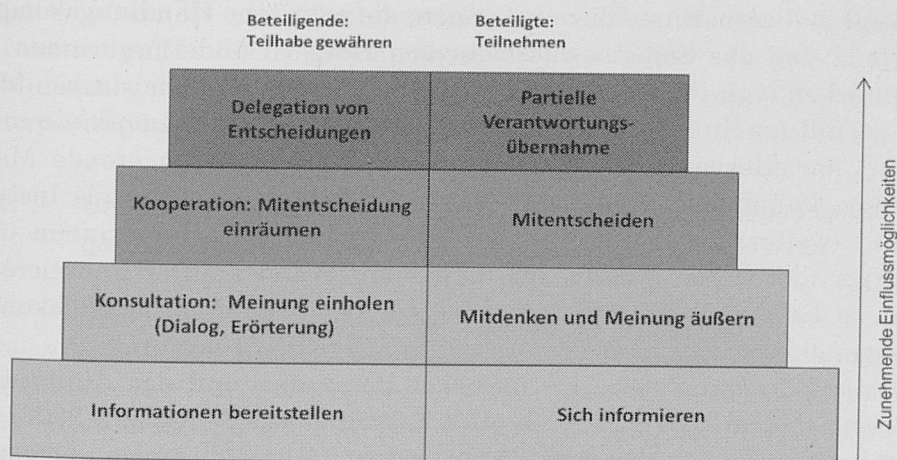 Beteiligende:
Teilhabe gewähren
Beteiligte:
Teilnehmen
Delegation von
Entscheidungen
Partielle
Verantwortungs-
übernahme
Kooperation: Mitentscheidung
einräumen
Mitentscheiden
Konsultation: Meinung einholen
(Dialog, Erörterung)
Mitdenken und Meinung äußern
Informationen bereitstellen
Sich informieren
Zunehmende Einflussmöglichkeiten